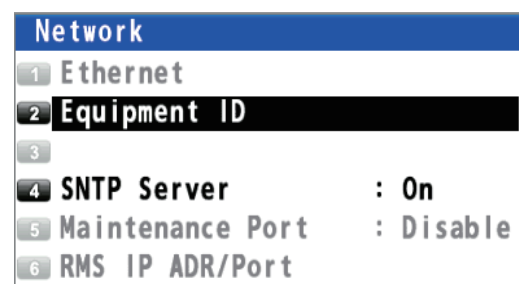 Network
1 Ethernet
2 Equipment ID
3
4 SNTP Server : On
5 Maintenance Port : Disable
6 RMS IP ADR/Port